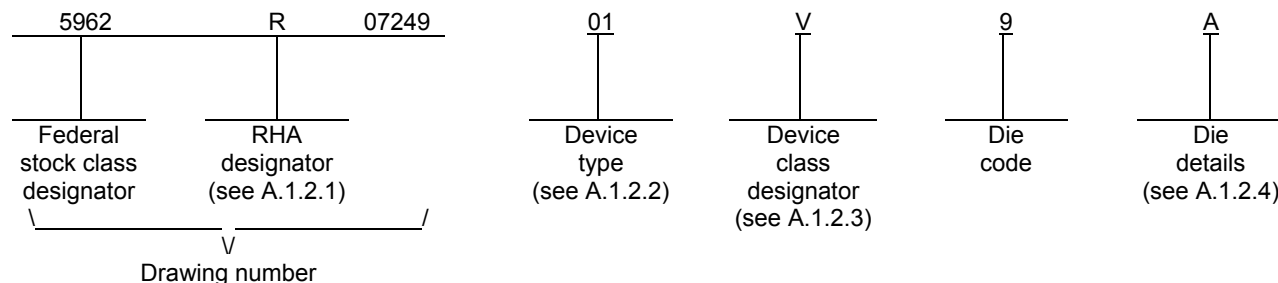 5962 R 07249 01 V 9 A
Federal stock class designator
RHA designator (see A.1.2.1)
Device type (see A.1.2.2)
Device class designator (see A.1.2.3)
Die code
Die details (see A.1.2.4)
\ /
\/
Drawing number